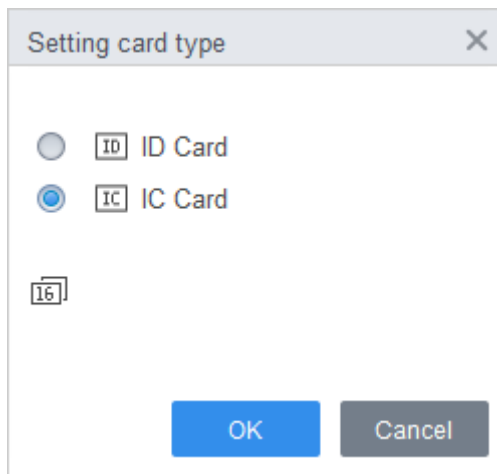 Setting card type
ID ID Card
IC IC Card
16
OK Cancel